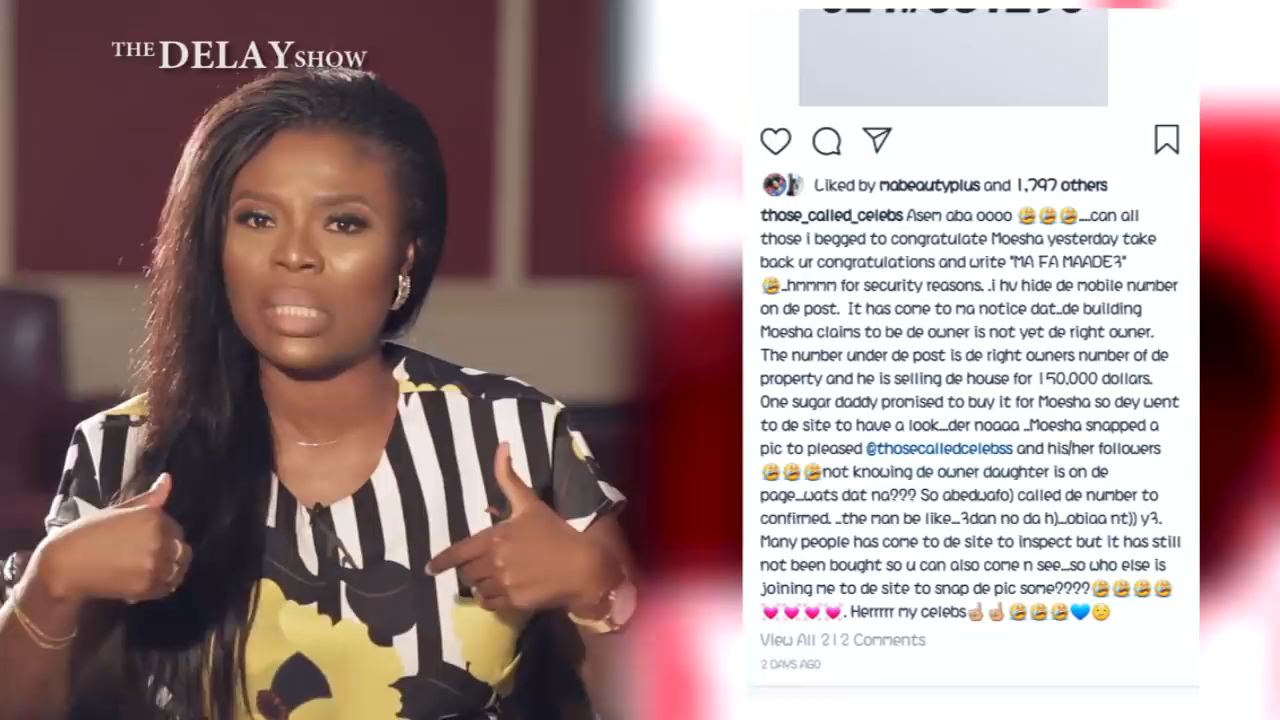 THE DELAY SHOW
Liked by mabeautyplus and 1,797 others
those_called_celebs Asem aba oooo 🤣🤣🤣....can all
those i begged to congratulate Moesha yesterday take
back ur congratulations and write "MA FA MAADE3"
🤣..hmmm for security reasons. .i hv hide de mobile number
on de post. It has come to ma notice dat..de building
Moesha claims to be de owner is not yet de right owner.
The number under de post is de right owners number of de
property and he is selling de house for 150,000 dollars.
One sugar daddy promised to buy it for Moesha so dey went
to de site to have a look...der noaaa ..Moesha snapped a
pic to pleased @thosecalledcelebss and his/her followers
🤣🤣🤣not knowing de owner daughter is on de
page...wats dat na??? So abeduwafo) called de number to
confirmed. ..the man be like...3dan no da h)...obiaa nt)) y3.
Many people has come to de site to inspect but it has still
not been bought so u can also come n see...so who else is
joining me to de site to snap de pic some????🤣🤣🤣🤣
💓💓💓💓. Herrrrr my celebs☝🏼☝🏼🤣🤣🤣💙😏
View All 212 Comments
2 DAYS AGO